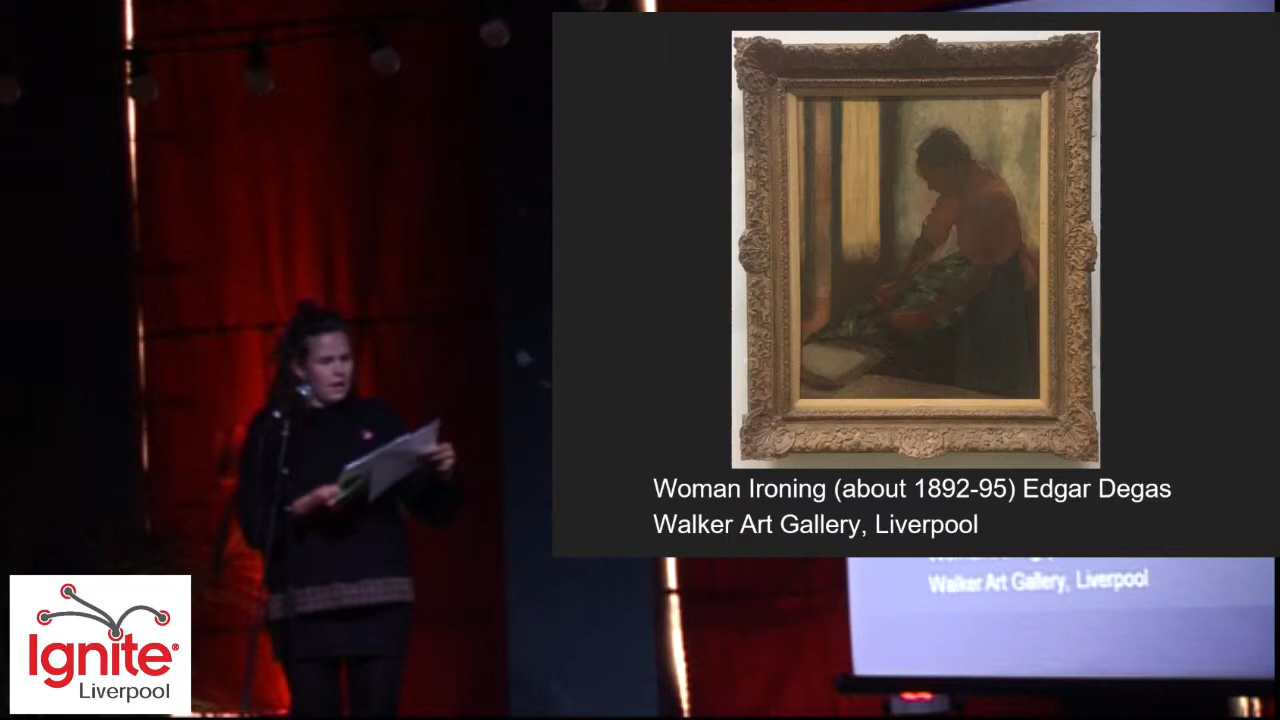 Woman Ironing (about 1892-95) Edgar Degas
Walker Art Gallery, Liverpool
Walker Art Gallery, Liverpool
Ignite®
Liverpool